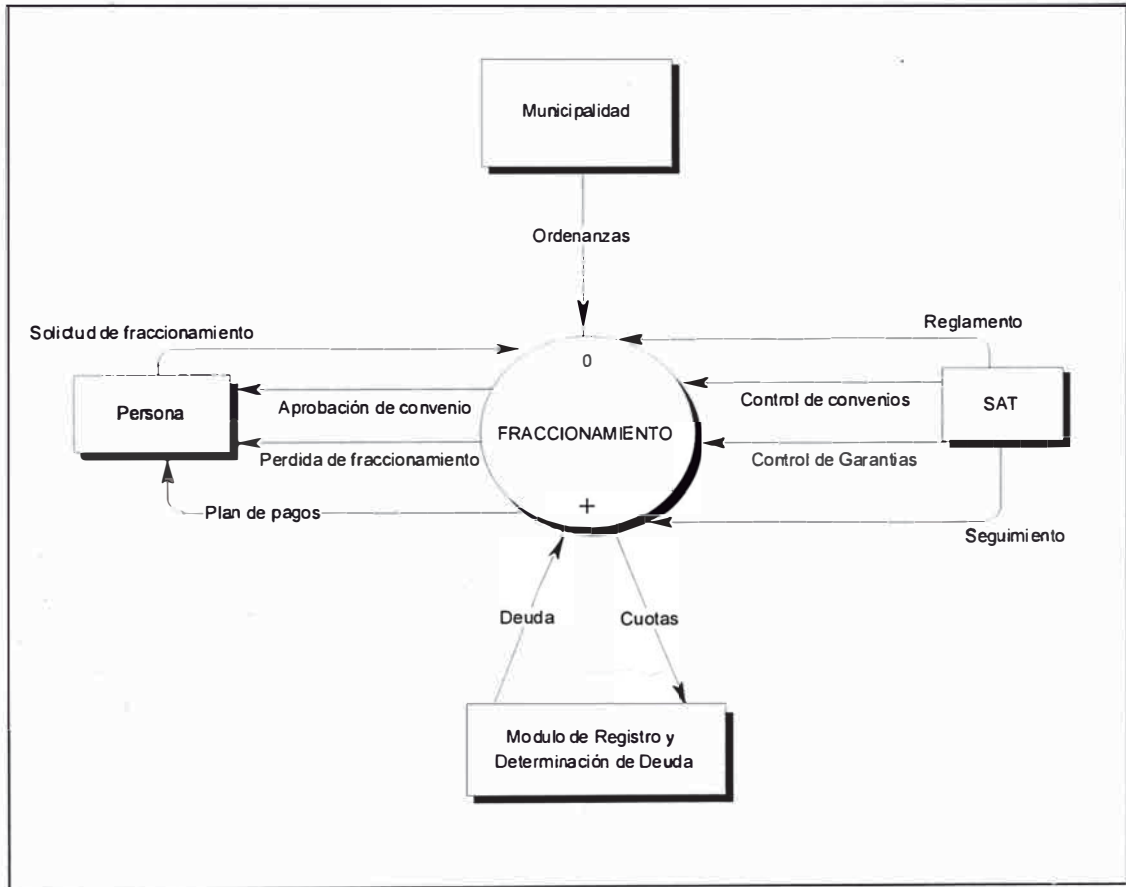 Municipalidad
Ordenanzas
Solicitud de fraccionamiento
Reglamento
0
Persona
Aprobación de convenio
Control de convenios
SAT
FRACCIONAMIENTO
Perdida de fraccionamiento
Control de Garantias
+
Plan de pagos
Seguimiento
Deuda
Cuotas
Modulo de Registro y
Determinación de Deuda